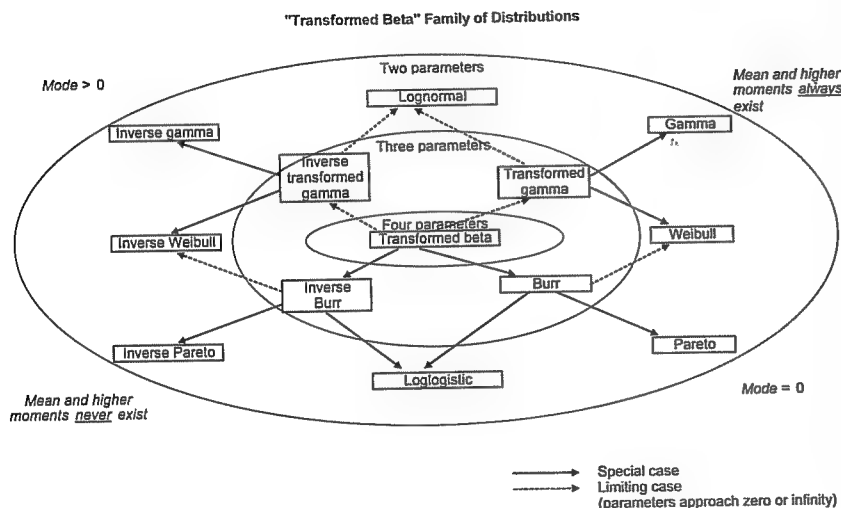 "Transformed Beta" Family of Distributions
Two parameters
Mode > 0
Mean and higher
moments always
exist
Lognormal
Inverse gamma
Gamma
Three parameters
Inverse
transformed
gamma
Transformed
gamma
Four parameters
Transformed beta
Inverse Weibull
Weibull
Inverse
Burr
Burr
Inverse Pareto
Pareto
Loglogistic
Mean and higher
moments never exist
Mode = 0
Special case
Limiting case
(parameters approach zero or infinity)